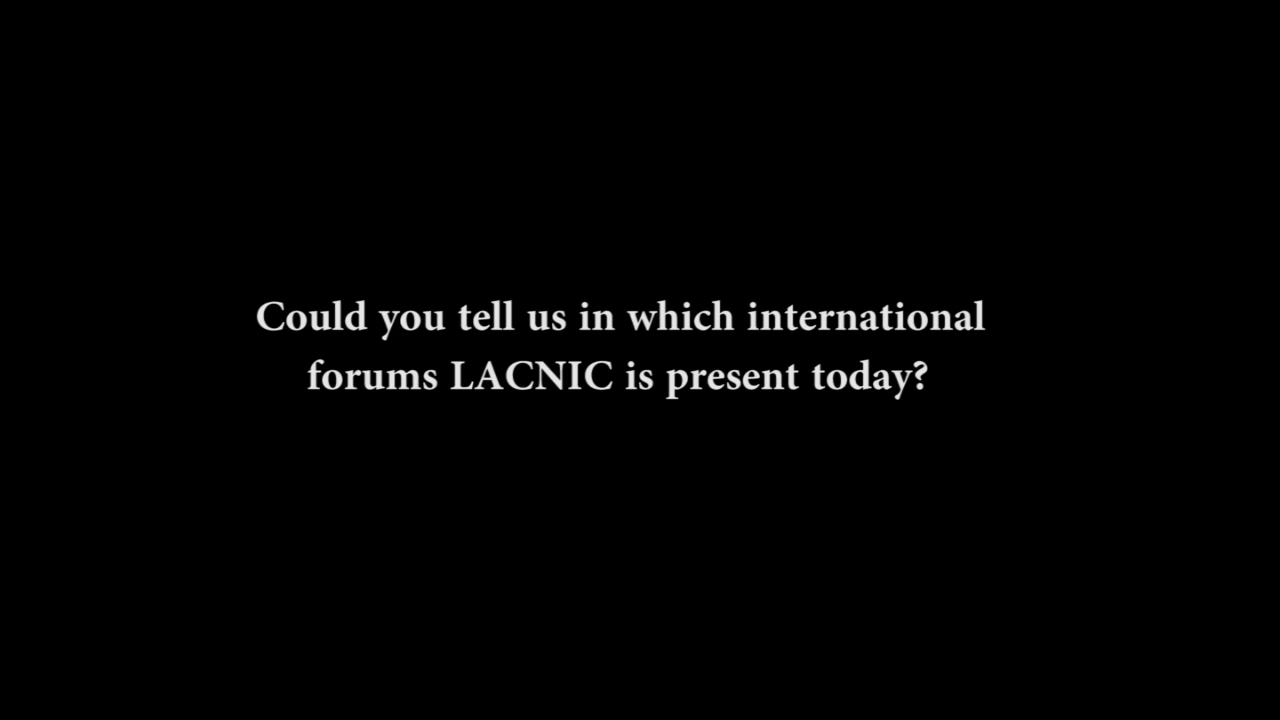 Could you tell us in which international
forums LACNIC is present today?